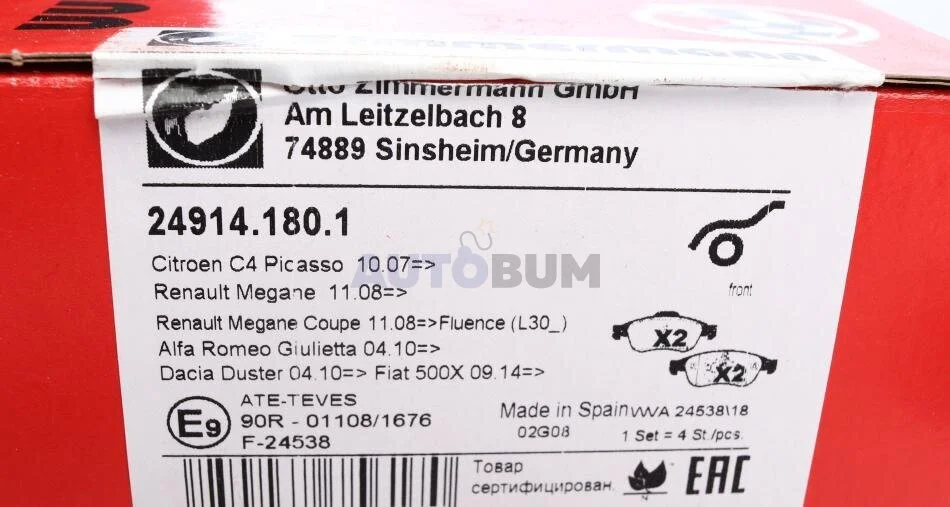 Otto Zimmermann GmbH
Am Leitzelbach 8
74889 Sinsheim/Germany
24914.180.1
Citroen C4 Picasso 10.07=>
Renault Megane 11.08=>
Renault Megane Coupe 11.08=>Fluence (L30_)
Alfa Romeo Giulietta 04.10=>
Dacia Duster 04.10=> Fiat 500X 09.14=>
front
X2
X2
AUTOBUM
E9
ATE-TEVES
90R - 01108/1676
F-24538
Made in Spain WVA 24538\18
02G08 1 Set = 4 St./pcs.
Товар
сертифицирован.
EAC